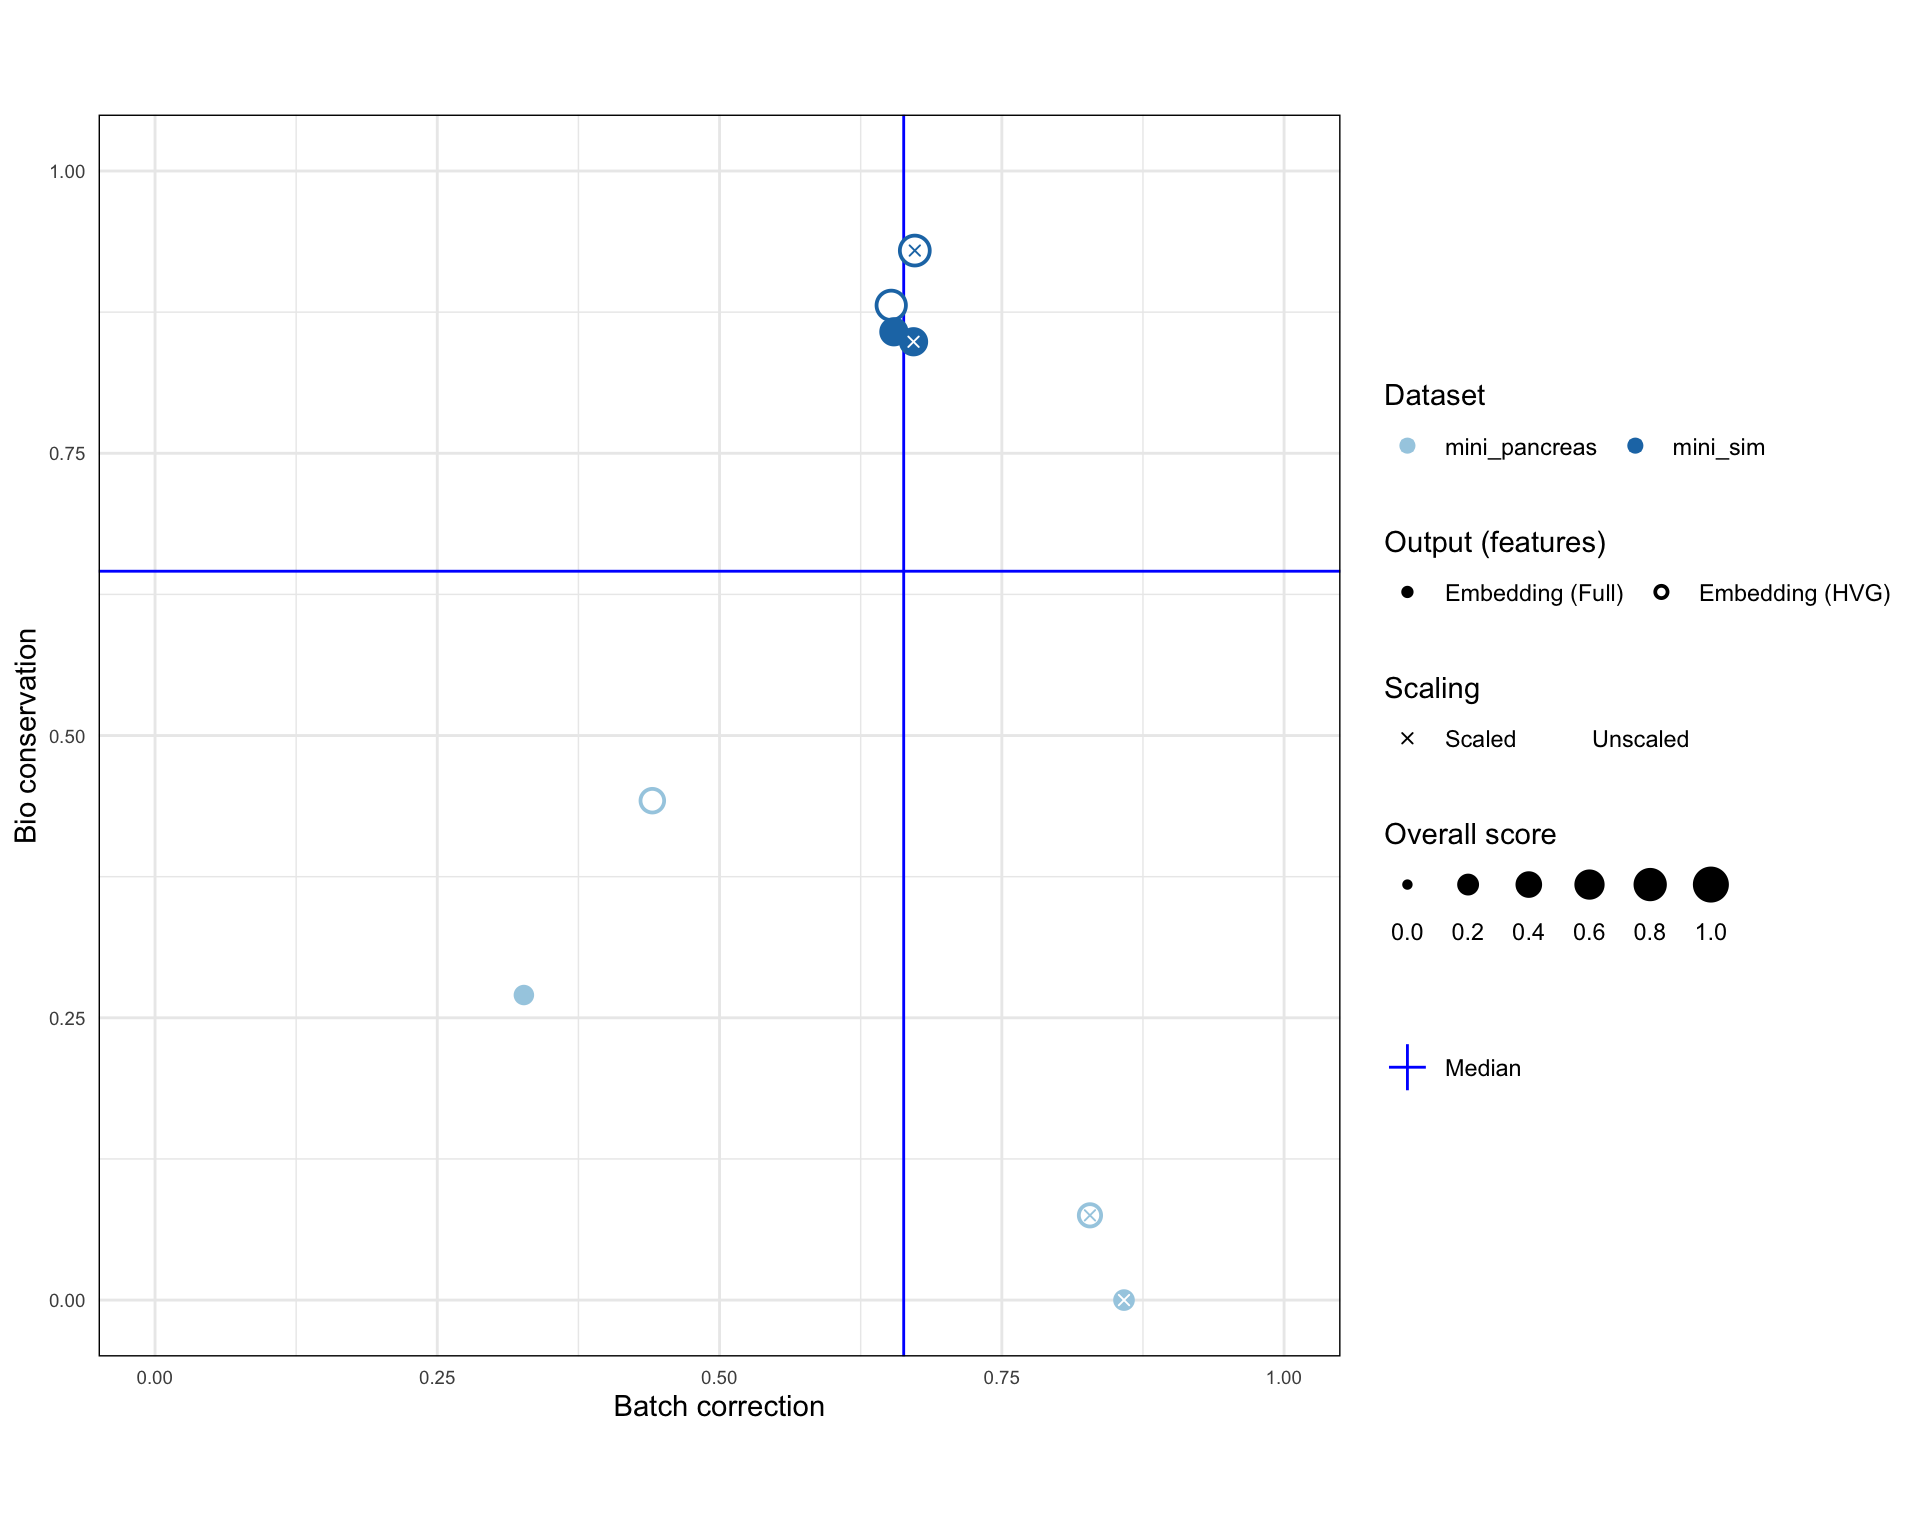 1.00
0.75
0.50
0.25
0.00
Bio conservation
0.00 0.25 0.50 0.75 1.00
Batch correction
Dataset
mini_pancreas mini_sim
Output (features)
Embedding (Full) Embedding (HVG)
Scaling
Scaled Unscaled
Overall score
0.0 0.2 0.4 0.6 0.8 1.0
Median